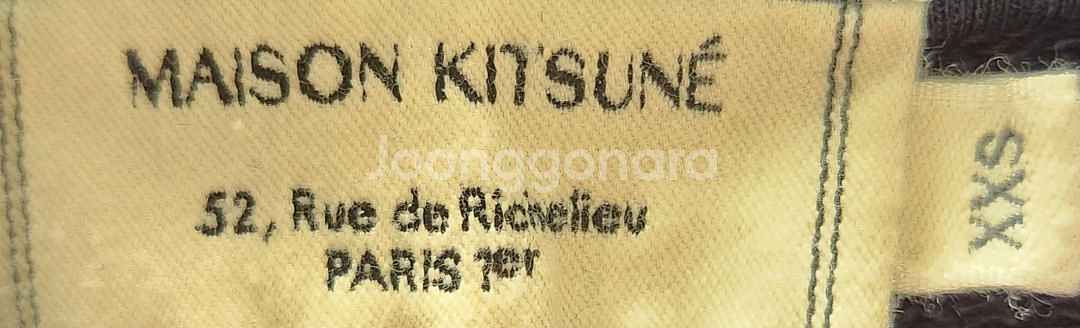 MAISON KITSUNÉ
Joonggonara
52, Rue de Richelieu
PARIS 1er
XXS